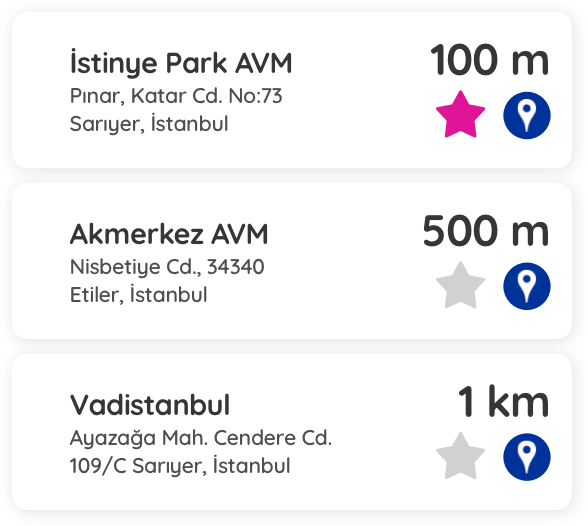 İstinye Park AVM
100 m
Pınar, Katar Cd. No:73
Sarıyer, İstanbul
Akmerkez AVM
500 m
Nisbetiye Cd., 34340
Etiler, İstanbul
Vadistanbul
1 km
Ayazağa Mah. Cendere Cd.
109/C Sarıyer, İstanbul